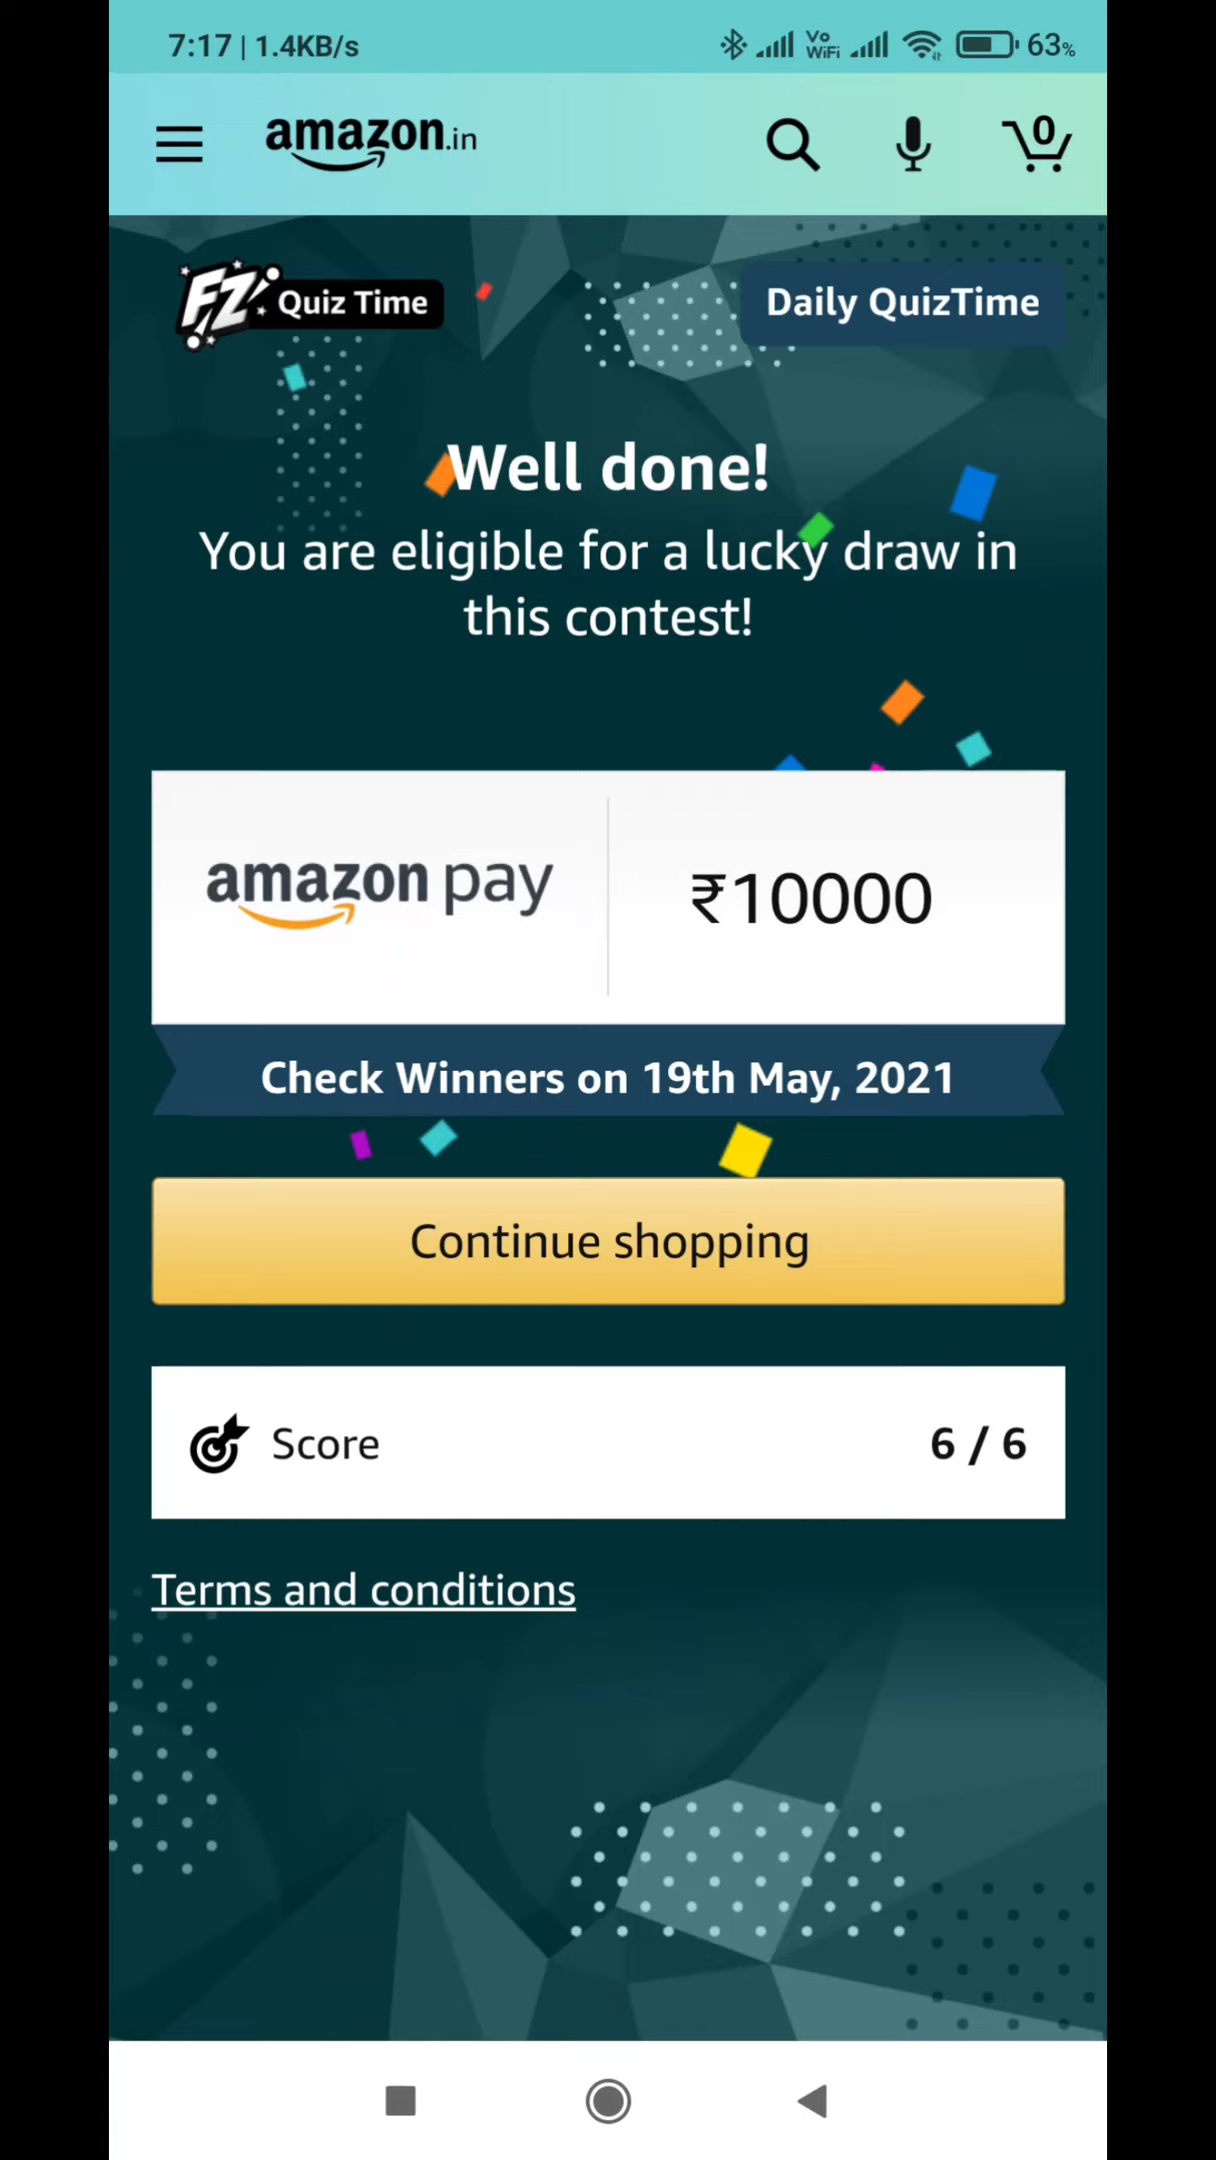 7:17 | 1.4KB/s Vo WiFi 63%
amazon.in 0
FZ Quiz Time Daily QuizTime
Well done!
You are eligible for a lucky draw in
this contest!
amazon pay ₹10000
Check Winners on 19th May, 2021
Continue shopping
Score 6 / 6
Terms and conditions